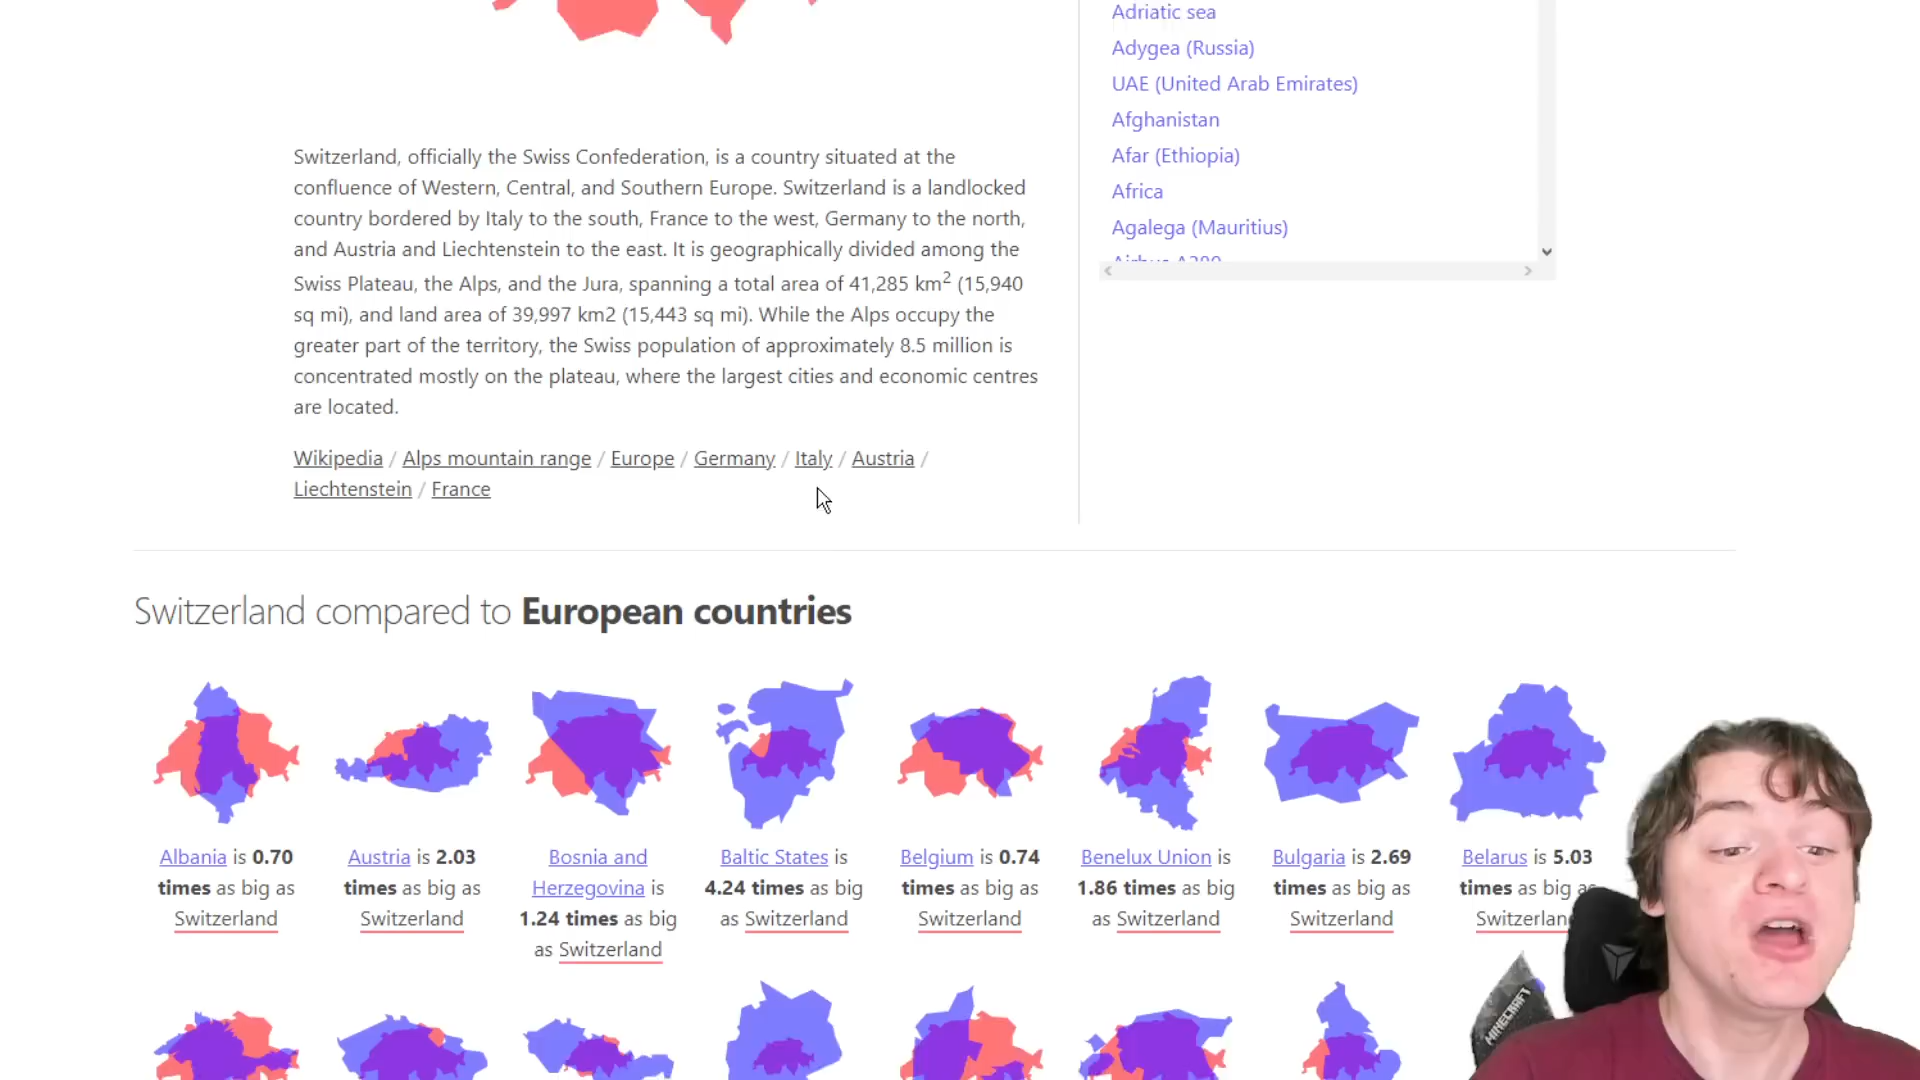 Adriatic sea
Adygea (Russia)
UAE (United Arab Emirates)
Afghanistan
Afar (Ethiopia)
Africa
Agalega (Mauritius)
Airbus A380
Switzerland, officially the Swiss Confederation, is a country situated at the
confluence of Western, Central, and Southern Europe. Switzerland is a landlocked
country bordered by Italy to the south, France to the west, Germany to the north,
and Austria and Liechtenstein to the east. It is geographically divided among the
Swiss Plateau, the Alps, and the Jura, spanning a total area of 41,285 km² (15,940
sq mi), and land area of 39,997 km2 (15,443 sq mi). While the Alps occupy the
greater part of the territory, the Swiss population of approximately 8.5 million is
concentrated mostly on the plateau, where the largest cities and economic centres
are located.
Wikipedia / Alps mountain range / Europe / Germany / Italy / Austria /
Liechtenstein / France
Switzerland compared to European countries
Albania is 0.70
times as big as
Switzerland
Austria is 2.03
times as big as
Switzerland
Bosnia and
Herzegovina is
1.24 times as big
as Switzerland
Baltic States is
4.24 times as big
as Switzerland
Belgium is 0.74
times as big as
Switzerland
Benelux Union is
1.86 times as big
as Switzerland
Bulgaria is 2.69
times as big as
Switzerland
Belarus is 5.03
times as big as
Switzerland
MINECRAFT